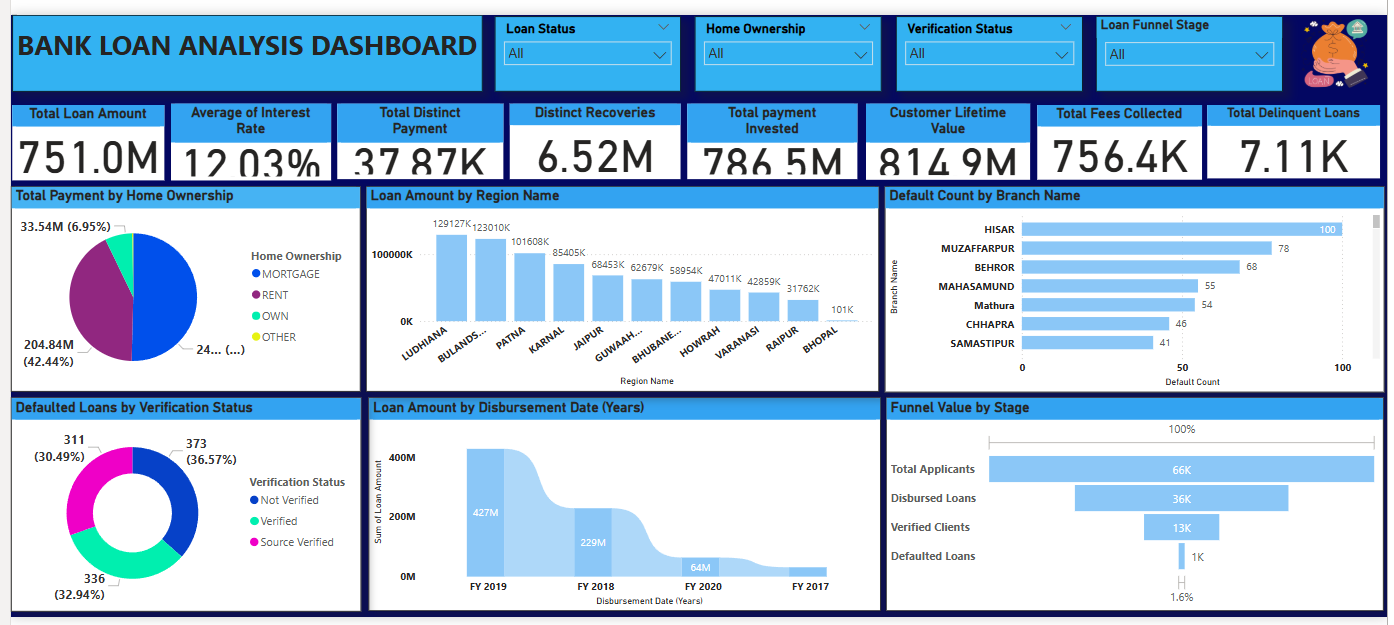 BANK LOAN ANALYSIS DASHBOARD
Loan Status
All
Home Ownership
All
Verification Status
All
Loan Funnel Stage
All
LOAN
Total Loan Amount
751.0M
Average of Interest
Rate
12.03%
Total Distinct
Payment
37.87K
Distinct Recoveries
6.52M
Total payment
Invested
786.5M
Customer Lifetime
Value
814.9M
Total Fees Collected
756.4K
Total Delinquent Loans
7.11K
Total Payment by Home Ownership
33.54M (6.95%)
204.84M
(42.44%)
24... (...)
Home Ownership
MORTGAGE
RENT
OWN
OTHER
Loan Amount by Region Name
100000K
0K
129127K
123010K
101608K
85405K
68453K
62679K
58954K
47011K
42859K
31762K
101K
LUDHIANA
BULANDS...
PATNA
KARNAL
JAIPUR
GUWAH...
BHUBANE...
HOWRAH
VARANASI
RAIPUR
BHOPAL
Region Name
Default Count by Branch Name
Branch Name
HISAR 100
MUZAFFARPUR 78
BEHROR 68
MAHASAMUND 55
Mathura 54
CHHAPRA 46
SAMASTIPUR 41
0 50 100
Default Count
Defaulted Loans by Verification Status
311
(30.49%)
373
(36.57%)
336
(32.94%)
Verification Status
Not Verified
Verified
Source Verified
Loan Amount by Disbursement Date (Years)
Sum of Loan Amount
400M
200M
0M
427M
229M
64M
FY 2019 FY 2018 FY 2020 FY 2017
Disbursement Date (Years)
Funnel Value by Stage
100%
Total Applicants 66K
Disbursed Loans 36K
Verified Clients 13K
Defaulted Loans 1K
1.6%